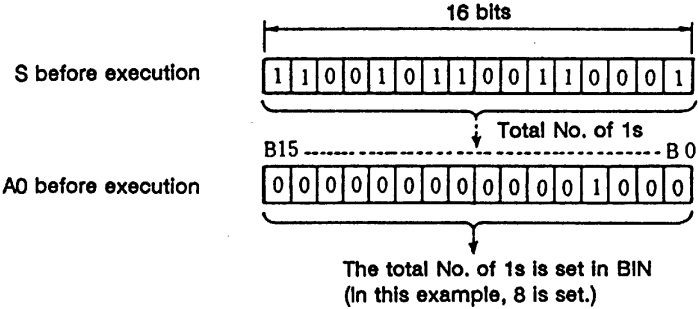 16 bits
S before execution 1 1 0 0 1 0 1 1 0 0 1 1 0 0 0 1
Total No. of 1s
B15 B0
A0 before execution 0 0 0 0 0 0 0 0 0 0 0 0 1 0 0 0
The total No. of 1s is set in BIN
(In this example, 8 is set.)